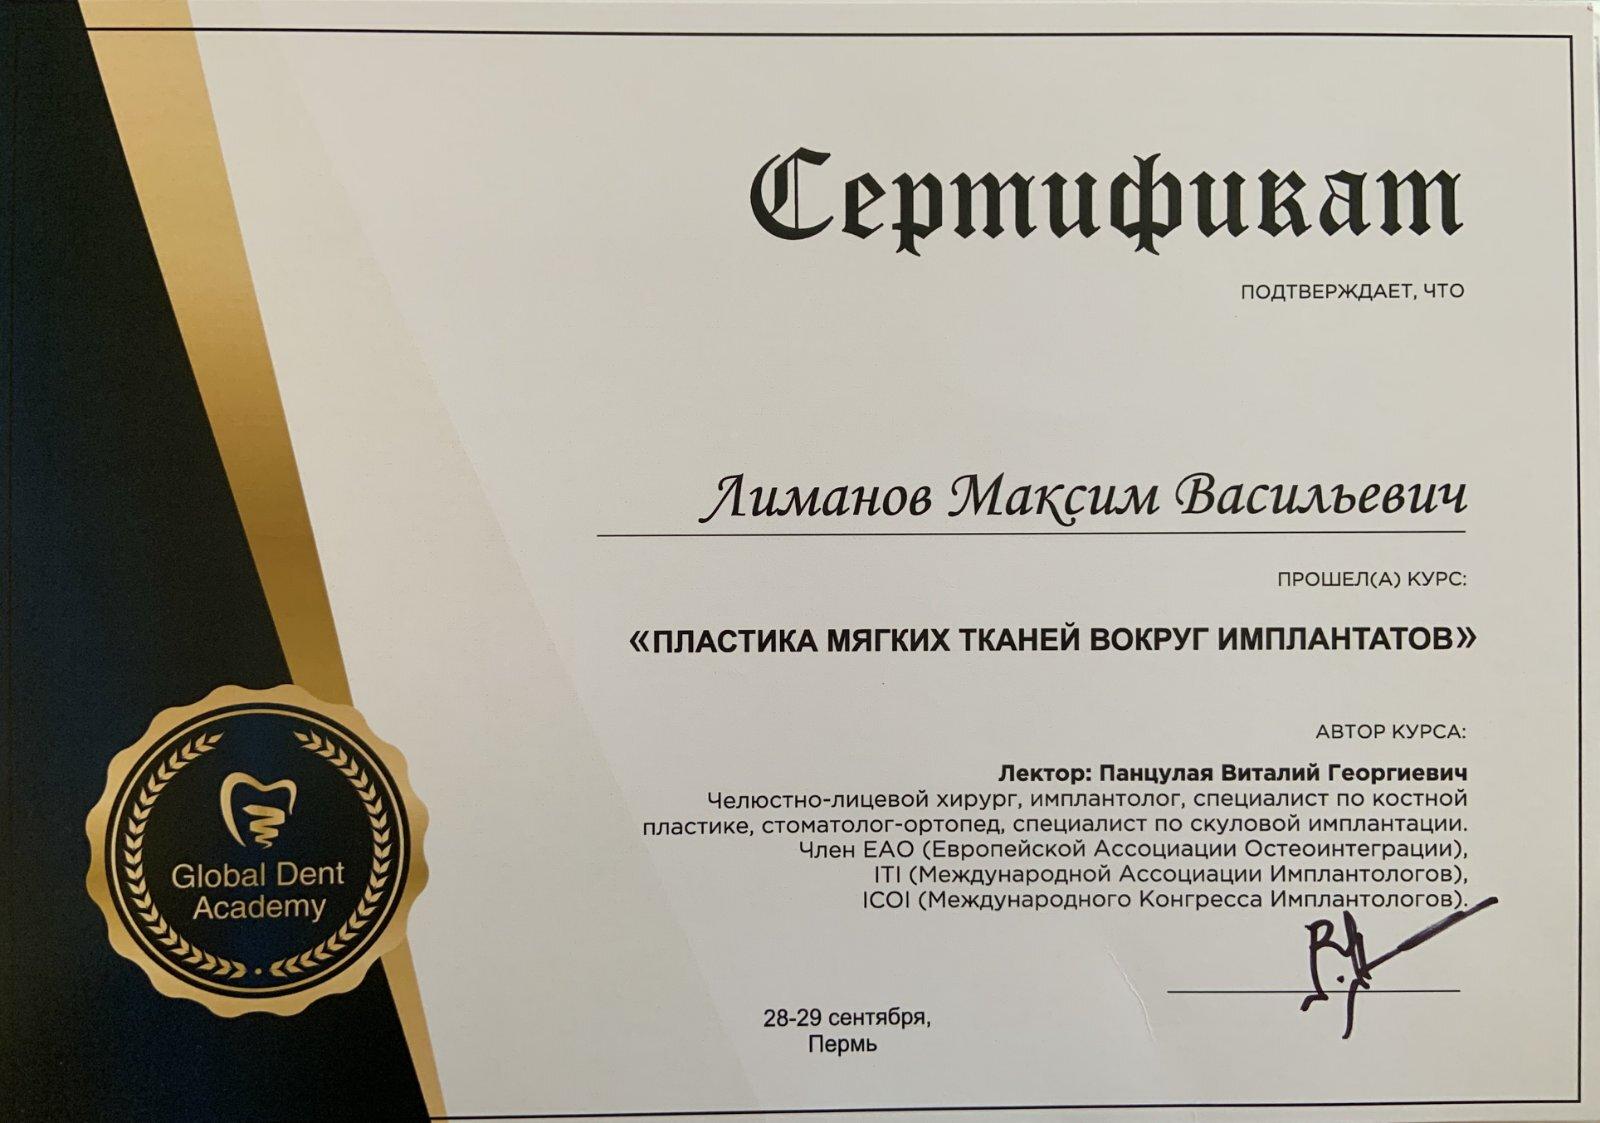 Сертификат
ПОДТВЕРЖДАЕТ, ЧТО
Лиманов Максим Васильевич
ПРОШЕЛ(А) КУРС:
«ПЛАСТИКА МЯГКИХ ТКАНЕЙ ВОКРУГ ИМПЛАНТАТОВ»
АВТОР КУРСА:
Лектор: Панцулая Виталий Георгиевич
Челюстно-лицевой хирург, имплантолог, специалист по костной
пластике, стоматолог-ортопед, специалист по скуловой имплантации.
Член EAO (Европейской Ассоциации Остеоинтеграции),
ITI (Международной Ассоциации Имплантологов),
ICOI (Международного Конгресса Имплантологов).
Global Dent
Academy
28-29 сентября,
Пермь